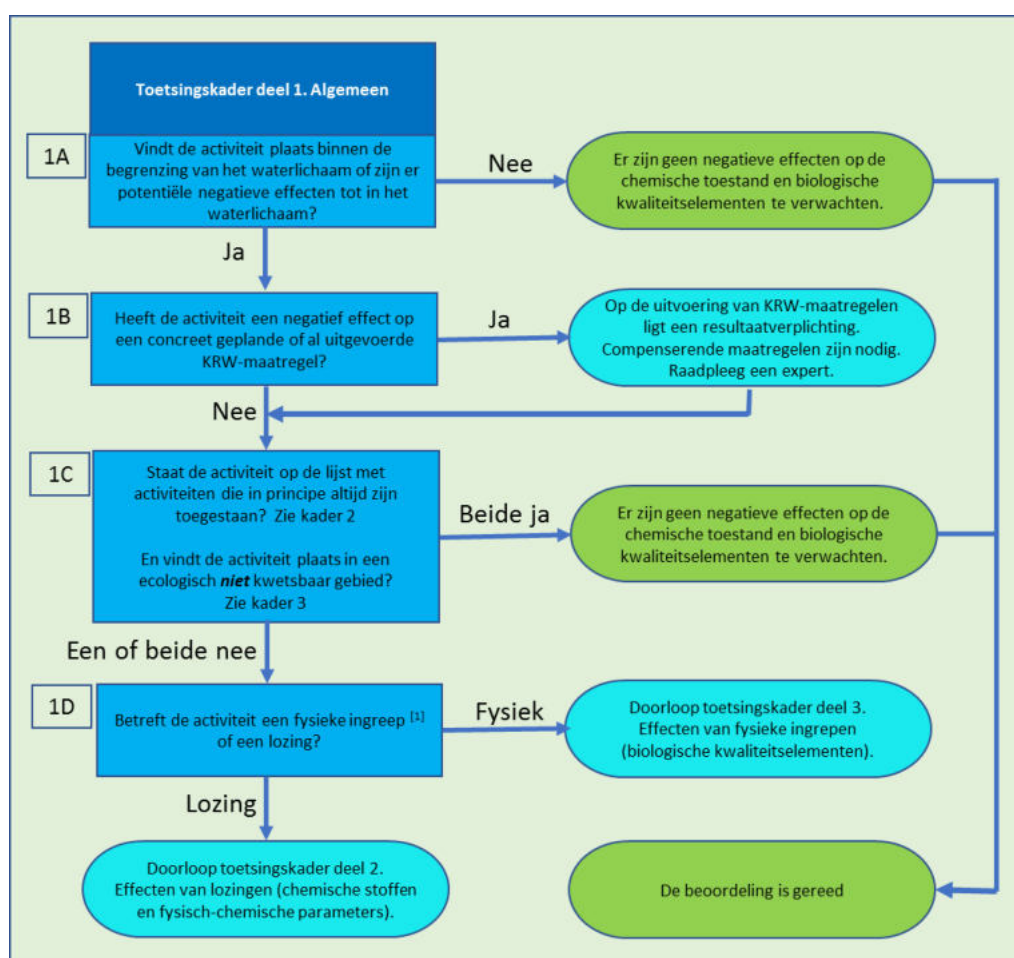 Toetsingskader deel 1. Algemeen
1A
Vindt de activiteit plaats binnen de
begrenzing van het waterlichaam of zijn er
potentiële negatieve effecten tot in het
waterlichaam?
Nee
Er zijn geen negatieve effecten op de
chemische toestand en biologische
kwaliteitselementen te verwachten.
Ja
1B
Heeft de activiteit een negatief effect op
een concreet geplande of al uitgevoerde
KRW-maatregel?
Ja
Op de uitvoering van KRW-maatregelen
ligt een resultaatverplichting.
Compenserende maatregelen zijn nodig.
Raadpleeg een expert.
Nee
1C
Staat de activiteit op de lijst met
activiteiten die in principe altijd zijn
toegestaan? Zie kader 2
En vindt de activiteit plaats in een
ecologisch niet kwetsbaar gebied?
Zie kader 3
Beide ja
Er zijn geen negatieve effecten op de
chemische toestand en biologische
kwaliteitselementen te verwachten.
Een of beide nee
1D
Betreft de activiteit een fysieke ingreep [1]
of een lozing?
Fysiek
Doorloop toetsingskader deel 3.
Effecten van fysieke ingrepen
(biologische kwaliteitselementen).
Lozing
Doorloop toetsingskader deel 2.
Effecten van lozingen (chemische stoffen
en fysisch-chemische parameters).
De beoordeling is gereed